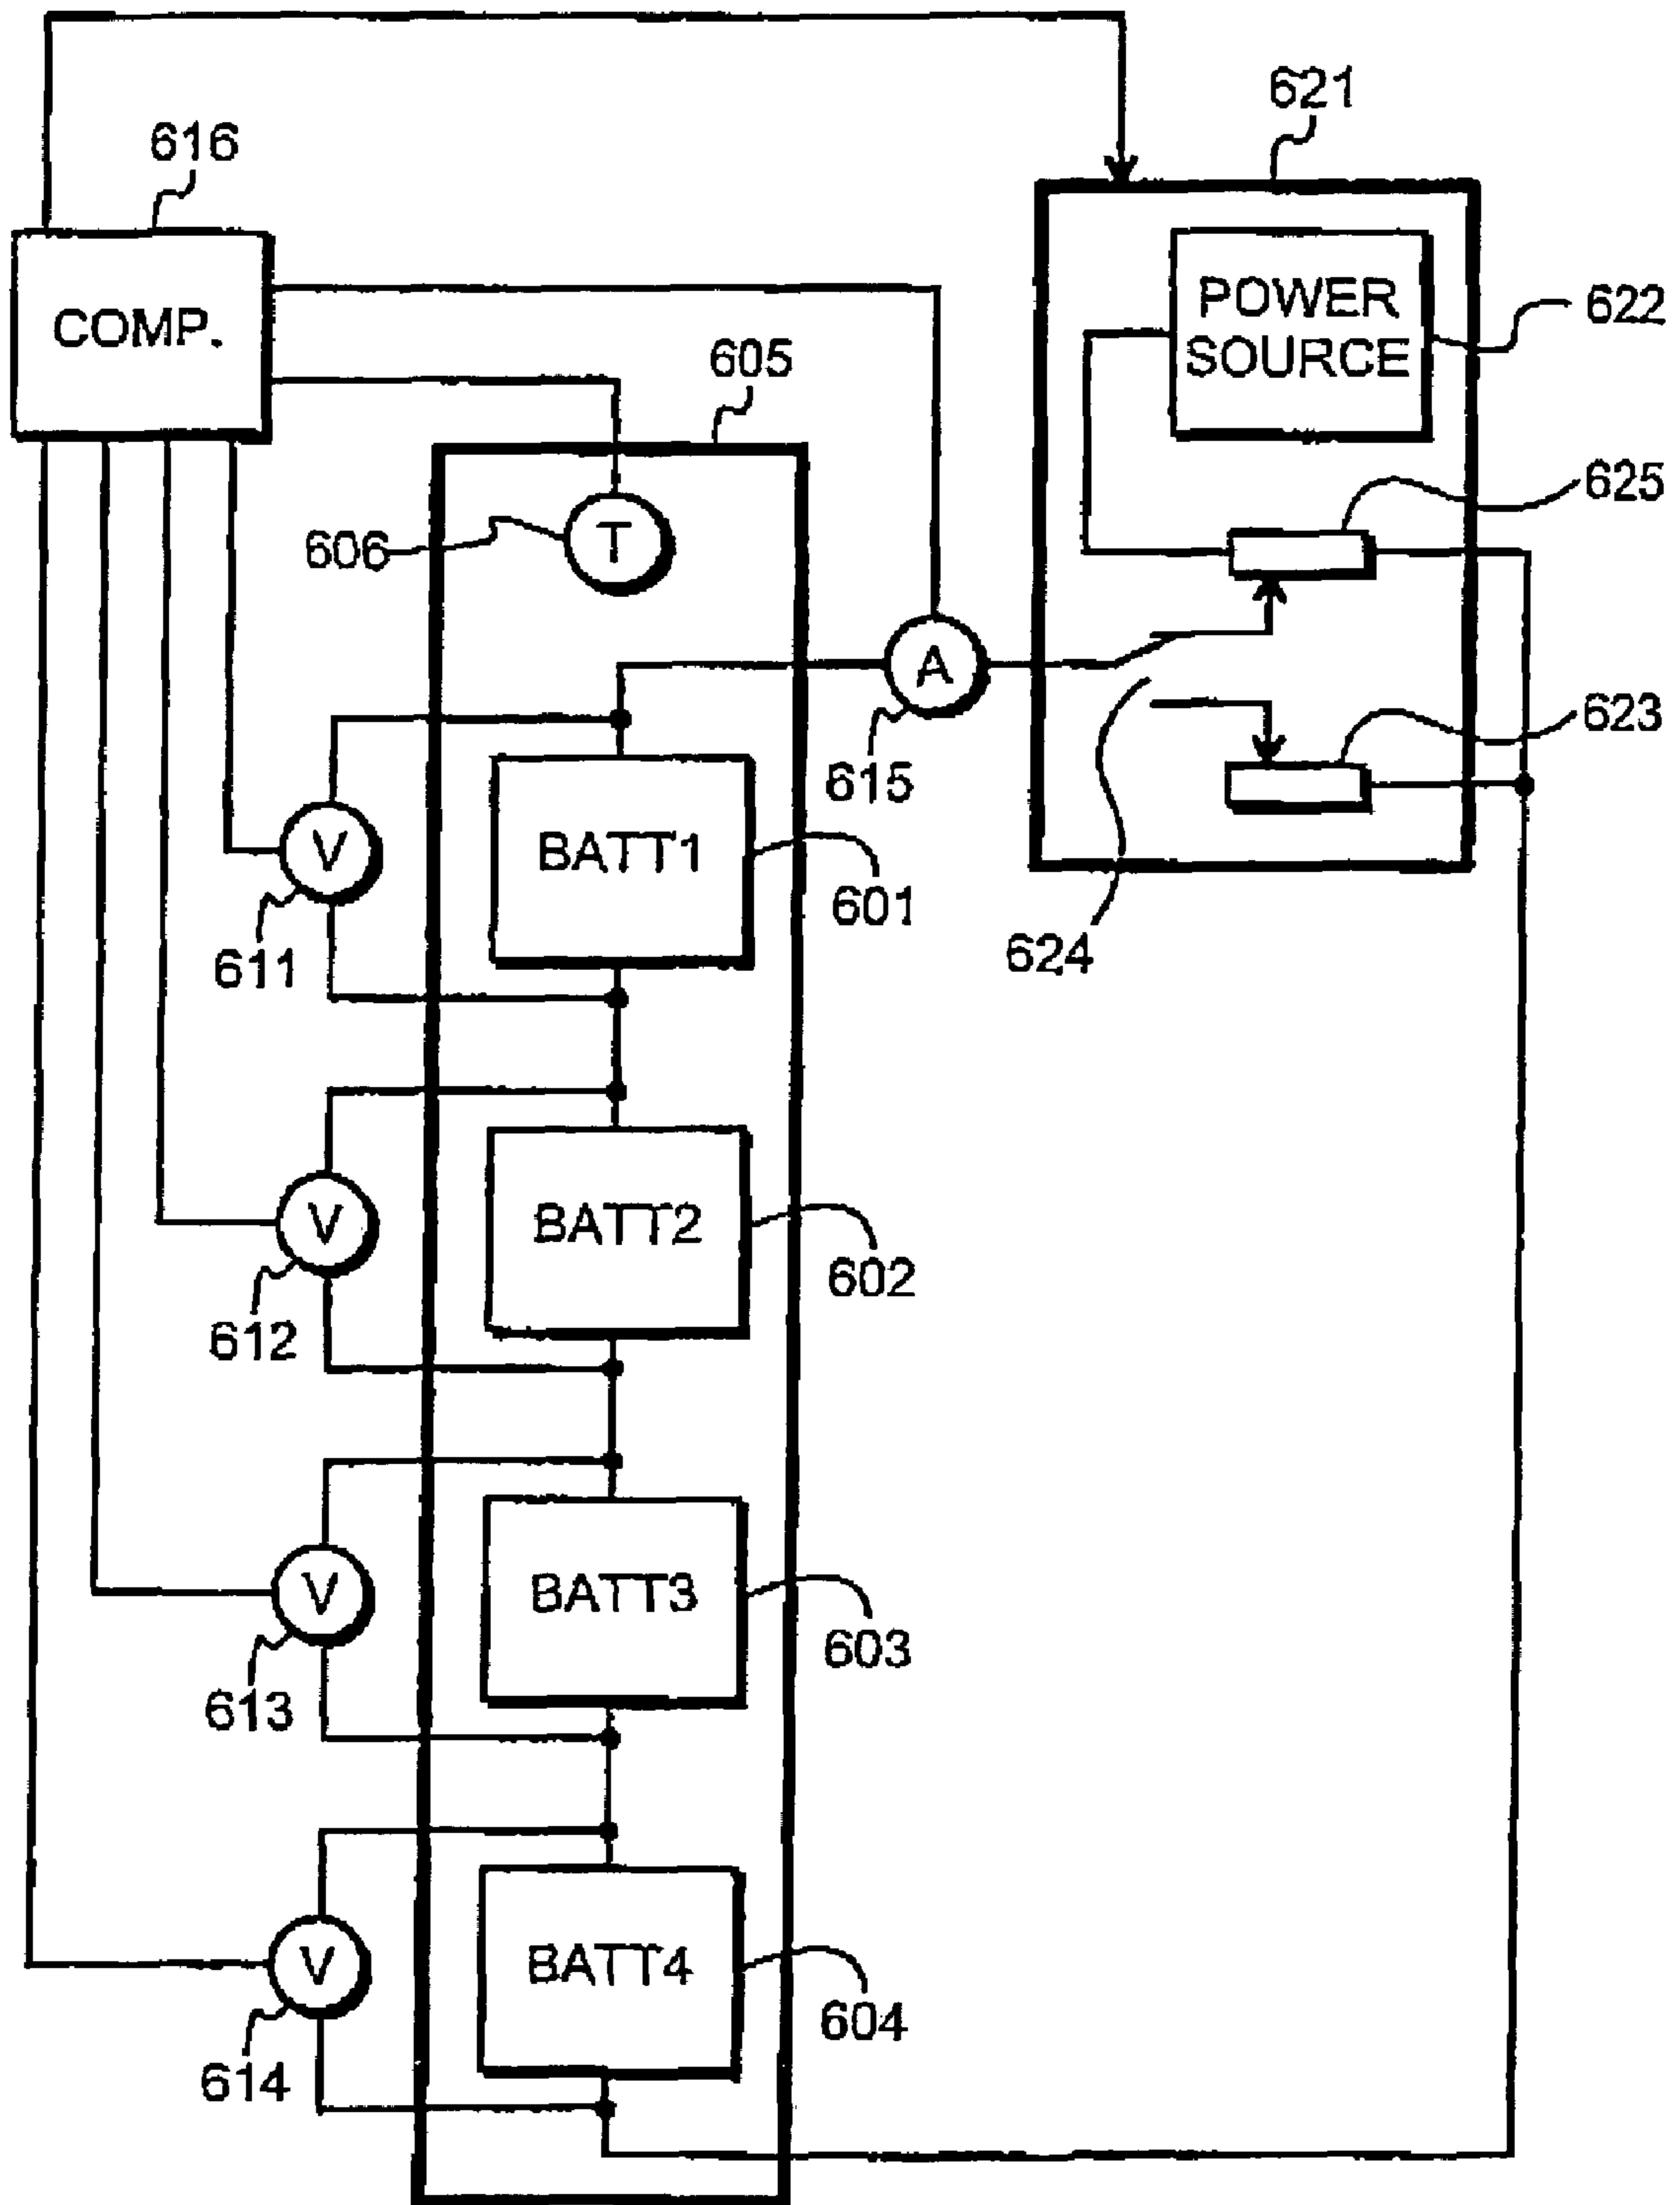 621
616
POWER
SOURCE
622
COMP.
605
625
606
T
A
623
615
V
BATT1
601
611
624
V
BATT2
602
612
V
BATT3
603
613
V
BATT4
604
614